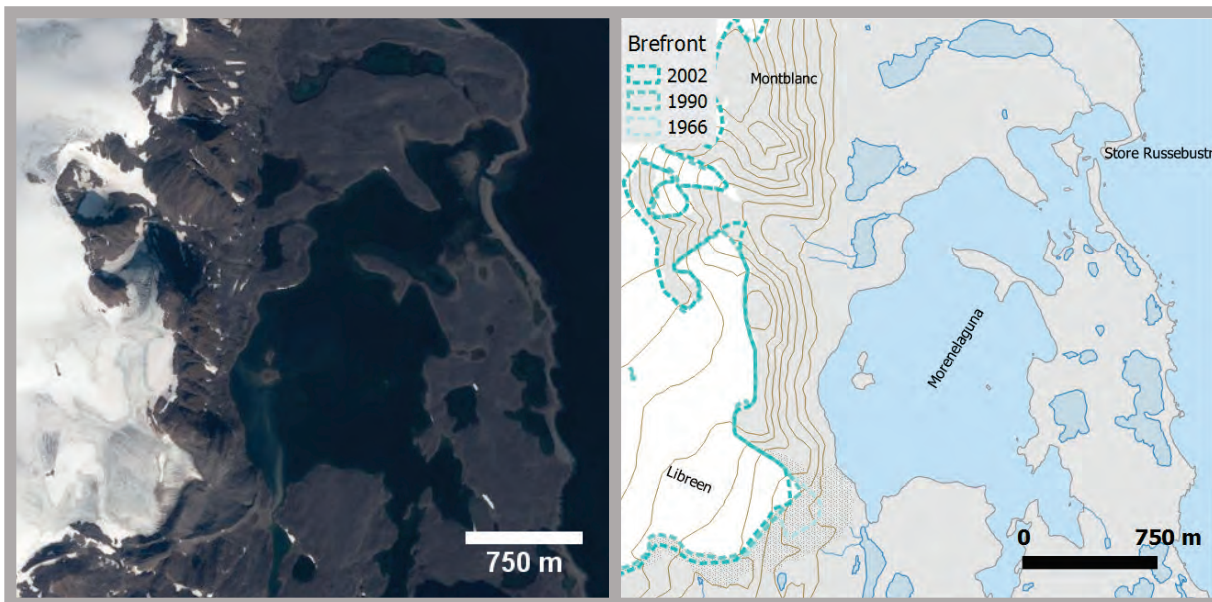 750 m
Brefront
2002
1990
1966
Montblanc
Store Russebustr
Morenelaguna
Libreen
0 750 m